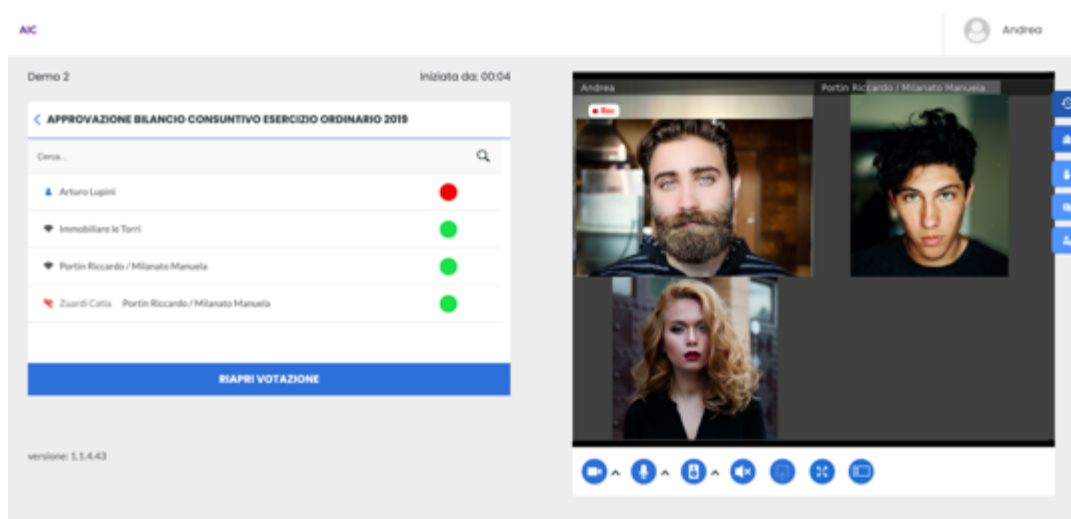 AIC
Andrea
Demo 2
Iniziata da: 00:04
APPROVAZIONE BILANCIO CONSUNTIVO ESERCIZIO ORDINARIO 2019
Cerca...
Arturo Lupini
Immobiliare le Torri
Portin Riccardo / Milanato Manuela
Zuardi Catia Portin Riccardo / Milanato Manuela
RIAPRI VOTAZIONE
versione: 1.1.4.43
Andrea
Portin Riccardo / Milanato Manuela
Rec